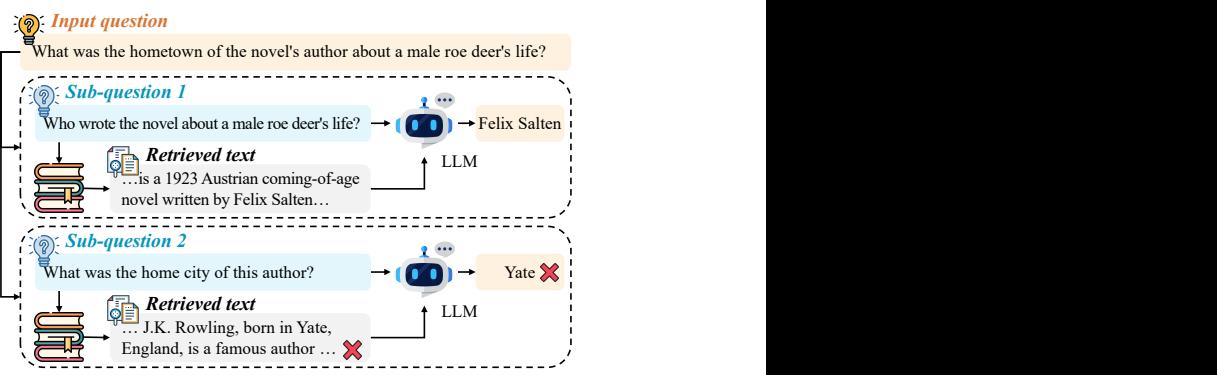 Input question
What was the hometown of the novel's author about a male roe deer's life?
Sub-question 1
Who wrote the novel about a male roe deer's life?
Felix Salten
Retrieved text
LLM
…is a 1923 Austrian coming-of-age
novel written by Felix Salten…
Sub-question 2
What was the home city of this author?
Yate
Retrieved text
LLM
… J.K. Rowling, born in Yate,
England, is a famous author …